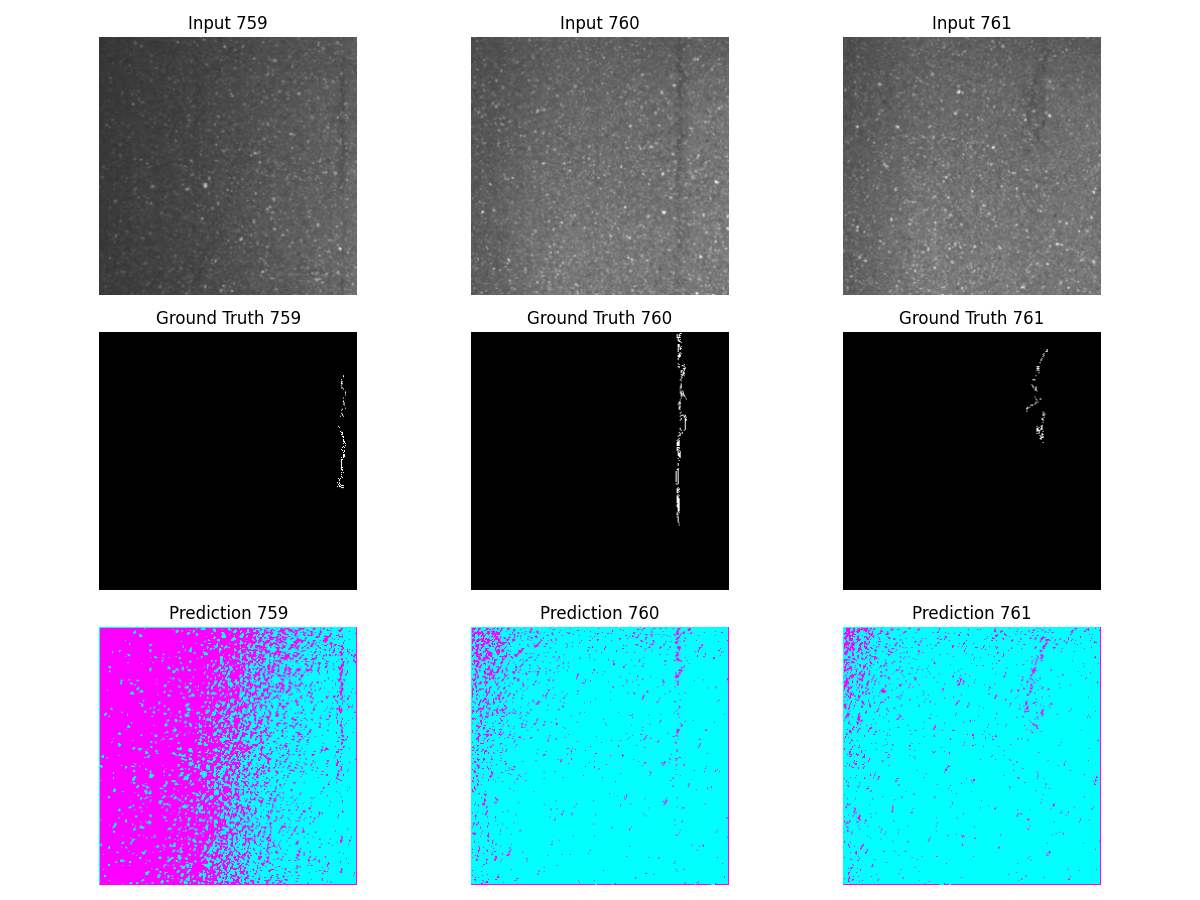 Input 759
Input 760
Input 761
Ground Truth 759
Ground Truth 760
Ground Truth 761
Prediction 759
Prediction 760
Prediction 761